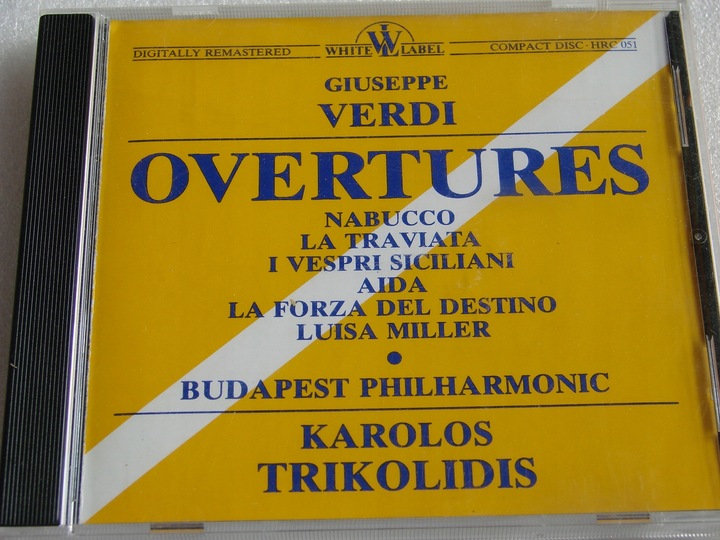 DIGITALLY REMASTERED WL WHITE LABEL COMPACT DISC · HRC 051
GIUSEPPE
VERDI
OVERTURES
NABUCCO
LA TRAVIATA
I VESPRI SICILIANI
AIDA
LA FORZA DEL DESTINO
LUISA MILLER
•
BUDAPEST PHILHARMONIC
KAROLOS
TRIKOLIDIS